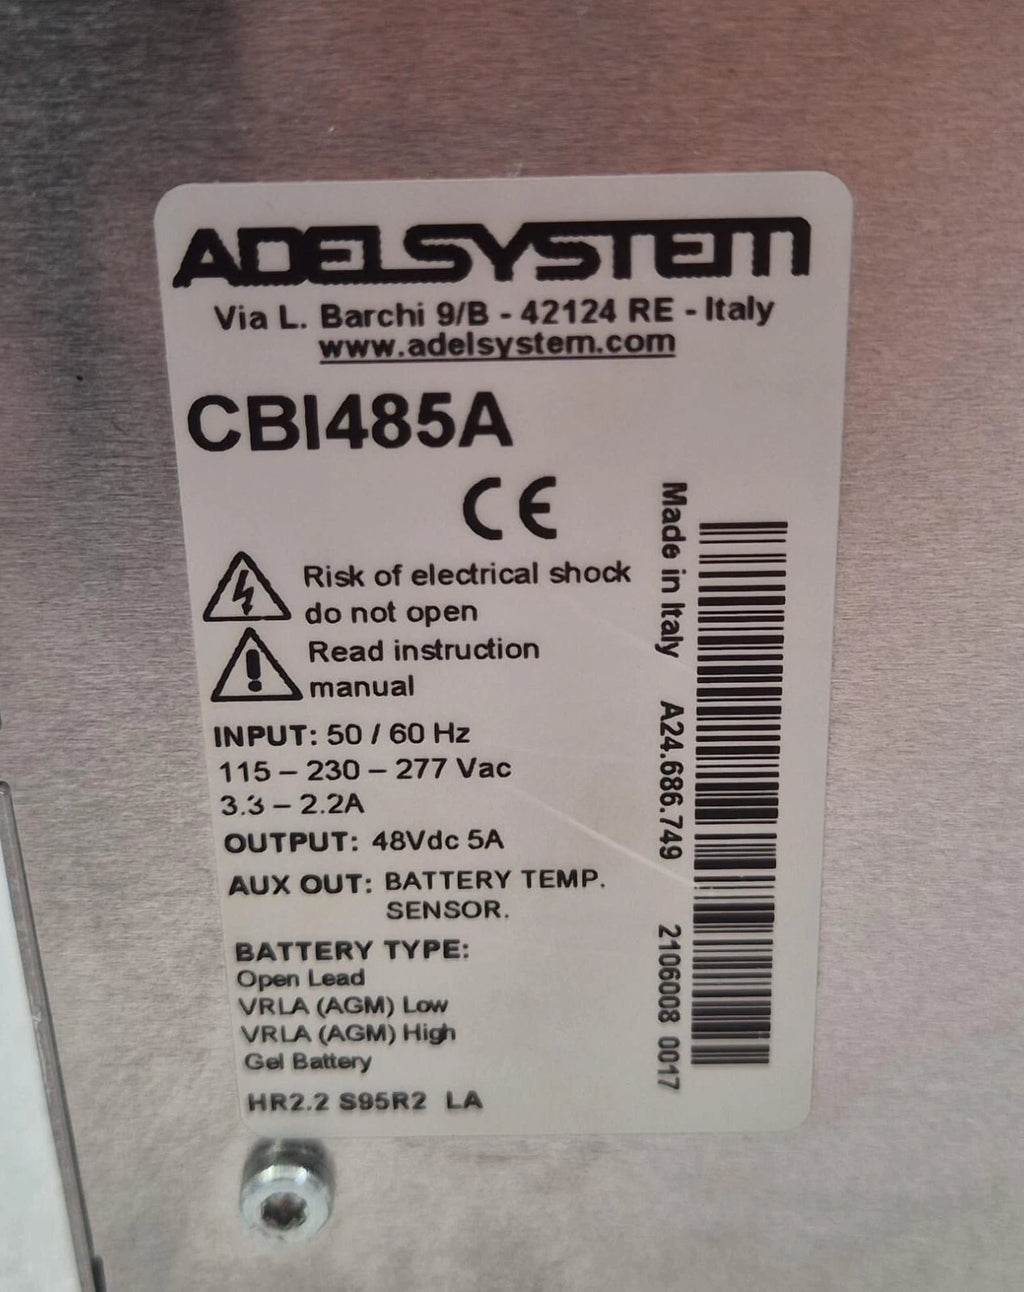 ADELSYSTEM
Via L. Barchi 9/B - 42124 RE - Italy
www.adelsystem.com
CBI485A
CE
Risk of electrical shock
do not open
Read instruction
manual
INPUT: 50 / 60 Hz
115 – 230 – 277 Vac
3.3 – 2.2A
OUTPUT: 48Vdc 5A
AUX OUT: BATTERY TEMP.
SENSOR.
BATTERY TYPE:
Open Lead
VRLA (AGM) Low
VRLA (AGM) High
Gel Battery
HR2.2 S95R2 LA
Made in Italy A24.686.749 2106008 0017